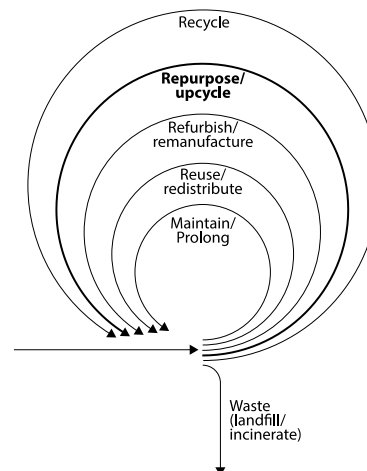 Recycle
Repurpose/
upcycle
Refurbish/
remanufacture
Reuse/
redistribute
Maintain/
Prolong
Waste
(landfill/
incinerate)